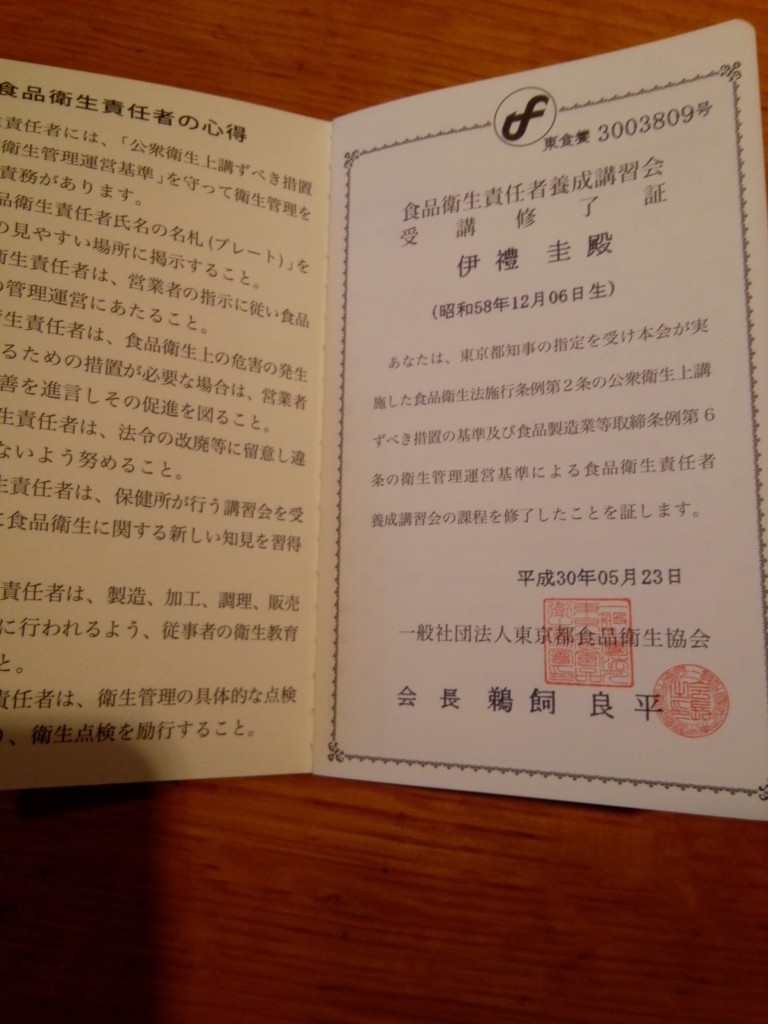 食品衛生責任者の心得
責任者には、「公衆衛生上講ずべき措置
衛生管理運営基準」を守って衛生管理を
責務があります。
品衛生責任者氏名の名札(プレート)」を
の見やすい場所に掲示すること。
衛生責任者は、営業者の指示に従い食品
の管理運営にあたること。
生責任者は、食品衛生上の危害の発生
るための措置が必要な場合は、営業者
善を進言しその促進を図ること。
生責任者は、法令の改廃等に留意し違
ないよう努めること。
責任者は、保健所が行う講習会を受
に食品衛生に関する新しい知見を習得
責任者は、製造、加工、調理、販売
に行われるよう、従事者の衛生教育
と。
責任者は、衛生管理の具体的な点検
、衛生点検を励行すること。
東食養 3003809号
食品衛生責任者養成講習会
受講修了証
伊禮 圭 殿
(昭和58年12月06日生)
あなたは、東京都知事の指定を受け本会が実
施した食品衛生法施行条例第2条の公衆衛生上講
ずべき措置の基準及び食品製造業等取締条例第6
条の衛生管理運営基準による食品衛生責任者
養成講習会の課程を修了したことを証します。
平成30年05月23日
一般社団法人東京都食品衛生協会
会長 鵜飼良平